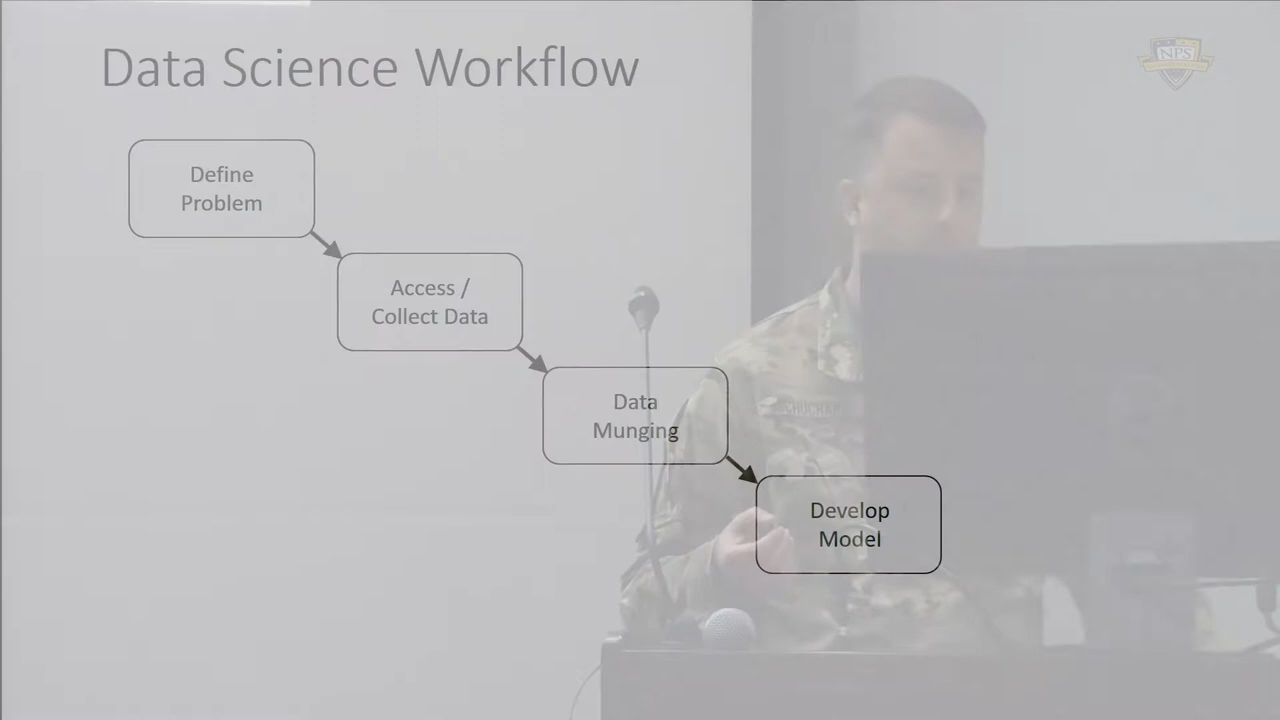 Data Science Workflow
NPS
Define
Problem
Access /
Collect Data
Data
Munging
Develop
Model